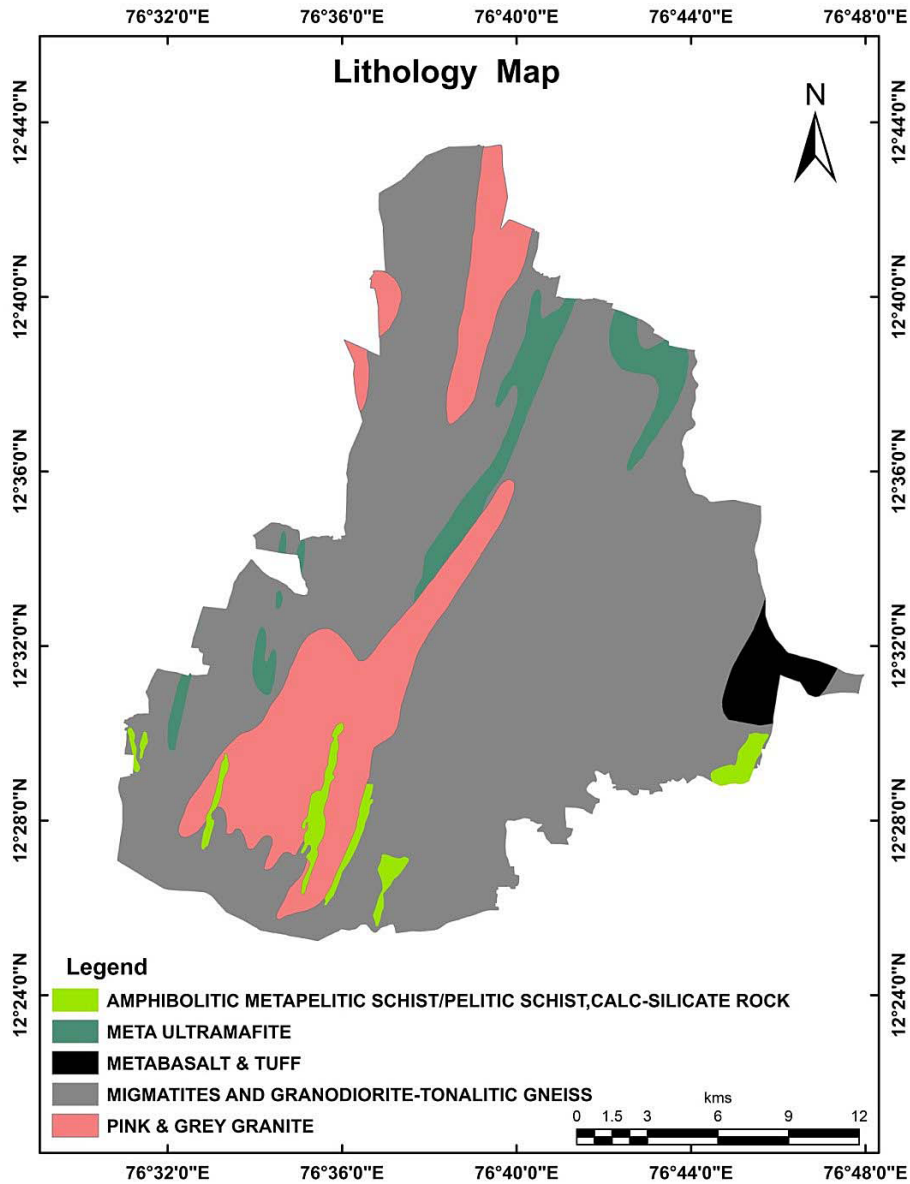 76°32'0"E 76°36'0"E 76°40'0"E 76°44'0"E 76°48'0"E
Lithology Map
N
12°44'0"N 12°44'0"N
12°40'0"N 12°40'0"N
12°36'0"N 12°36'0"N
12°32'0"N 12°32'0"N
12°28'0"N 12°28'0"N
12°24'0"N 12°24'0"N
Legend
AMPHIBOLITIC METAPELITIC SCHIST/PELITIC SCHIST,CALC-SILICATE ROCK
META ULTRAMAFITE
METABASALT & TUFF
MIGMATITES AND GRANODIORITE-TONALITIC GNEISS
PINK & GREY GRANITE
kms
0 1.5 3 6 9 12
76°32'0"E 76°36'0"E 76°40'0"E 76°44'0"E 76°48'0"E